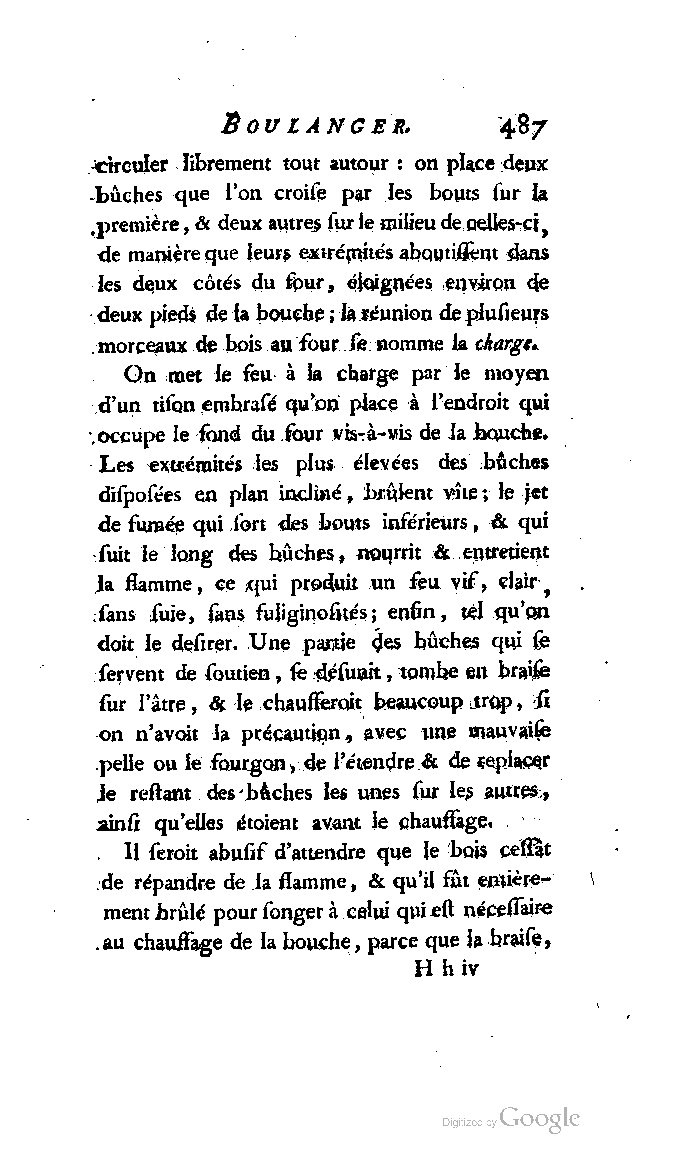 BOULANGER. 487
circuler librement tout autour : on place deux
bûches que l'on croiſe par les bouts ſur la
première, & deux autres ſur le milieu de celles-ci,
de manière que leurs extrémités aboutiſſent dans
les deux côtés du four, éloignées environ de
deux pieds de la bouche ; la réunion de pluſieurs
morceaux de bois au four ſe nomme la charge.
On met le feu à la charge par le moyen
d'un tiſon embraſé qu'on place à l'endroit qui
occupe le fond du four vis-à-vis de la bouche.
Les extrémités les plus élevées des bûches
diſpoſées en plan incliné, brûlent vîte ; le jet
de fumée qui ſort des bouts inférieurs, & qui
ſuit le long des bûches, nourrit & entretient
la flamme, ce qui produit un feu vif, clair,
ſans ſuie, ſans fuliginoſités ; enfin, tel qu'on
doit le deſirer. Une partie des bûches qui ſe
ſervent de ſoutien, ſe déſunit, tombe en braiſe
ſur l'âtre, & le chaufferoit beaucoup trop, ſi
on n'avoit la précaution, avec une mauvaiſe
pelle ou le fourgon, de l'étendre & de replacer
le reſtant des bûches les unes ſur les autres,
ainſi qu'elles étoient avant le chauffage.
Il ſeroit abuſif d'attendre que le bois ceſſât
de répandre de la flamme, & qu'il fût entière-
ment brûlé pour ſonger à celui qui eſt néceſſaire
au chauffage de la bouche, parce que la braiſe,
H h iv
Digitized by Google